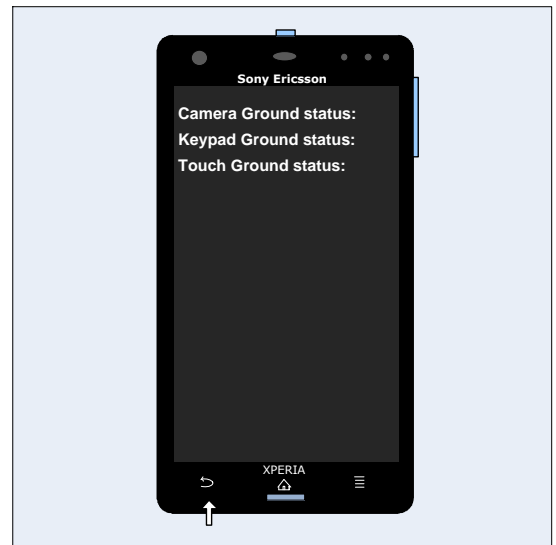 Sony Ericsson
Camera Ground status:
Keypad Ground status:
Touch Ground status:
XPERIA